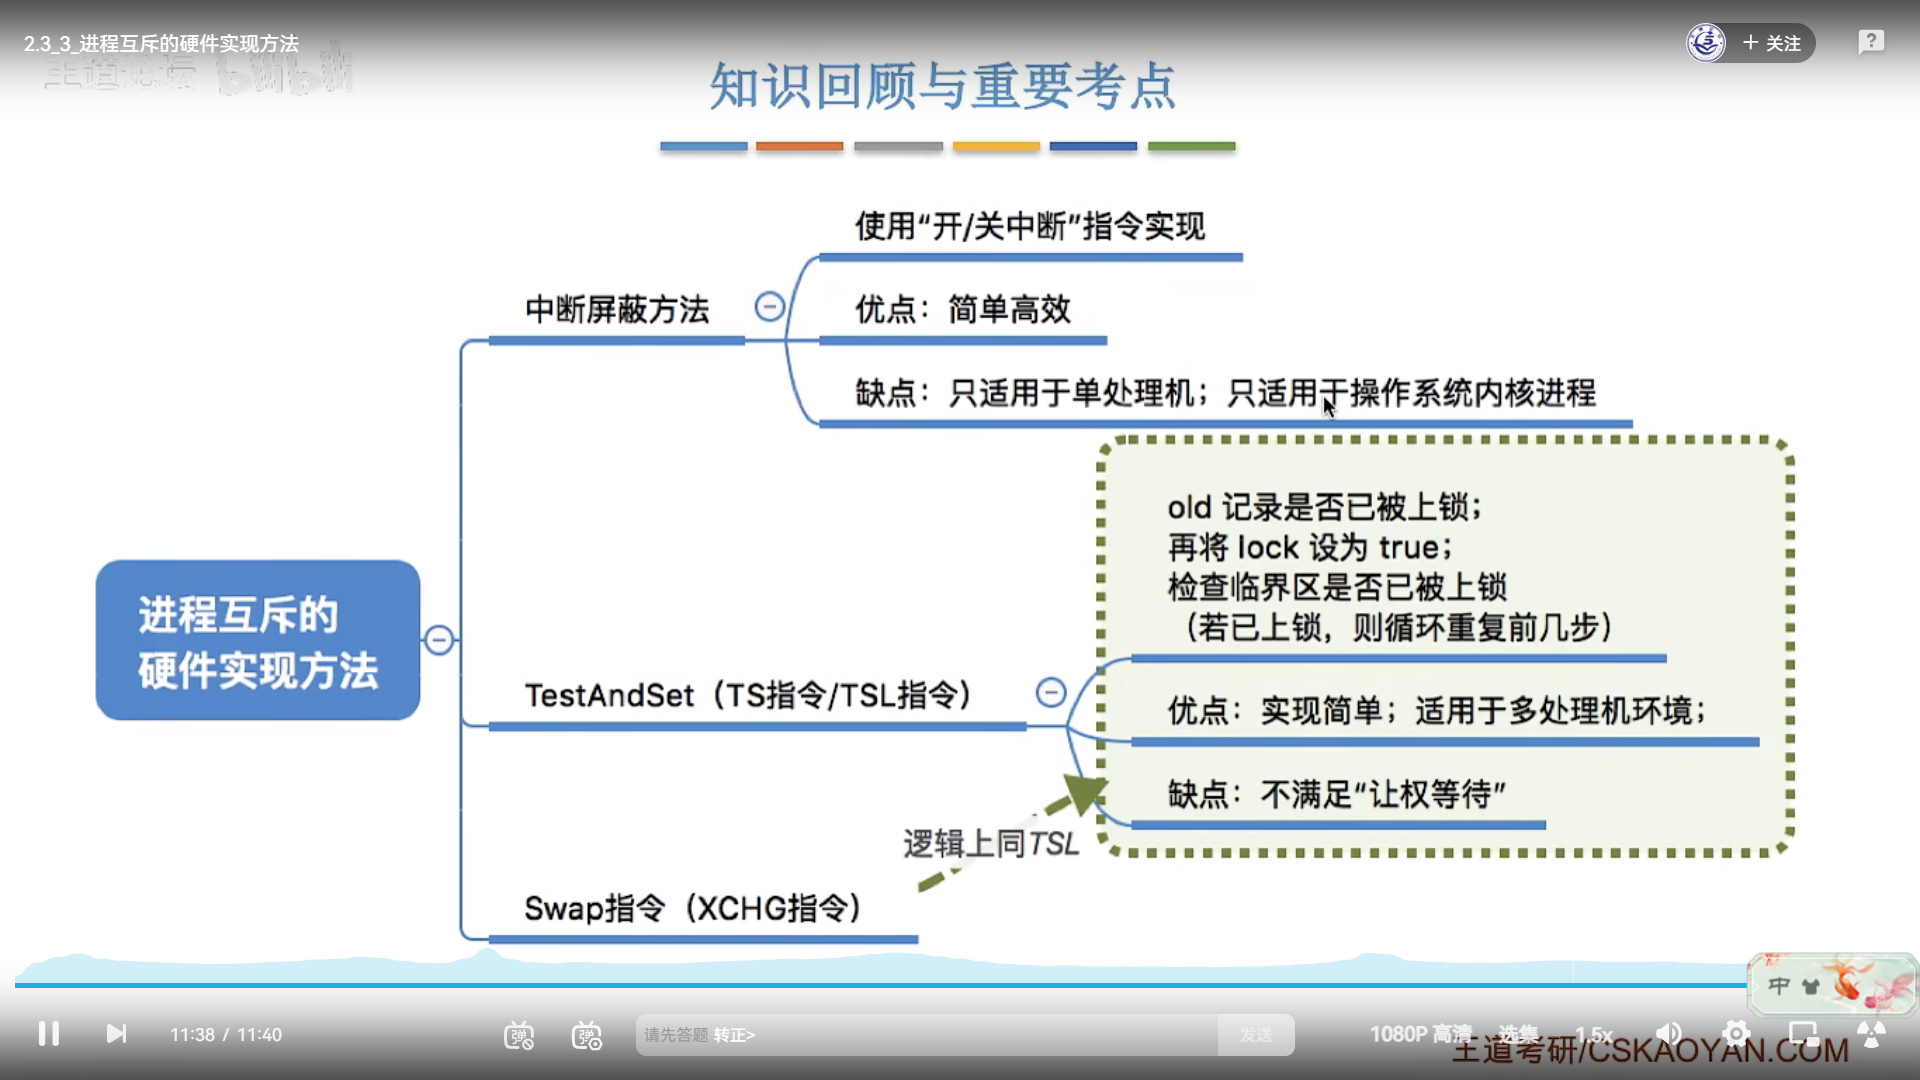 2.3_3_进程互斥的硬件实现方法
+ 关注
王道论坛 bilibili
知识回顾与重要考点
使用“开/关中断”指令实现
中断屏蔽方法
优点：简单高效
缺点：只适用于单处理机；只适用于操作系统内核进程
old 记录是否已被上锁；
再将 lock 设为 true；
检查临界区是否已被上锁
（若已上锁，则循环重复前几步）
进程互斥的
硬件实现方法
TestAndSet（TS指令/TSL指令）
优点：实现简单；适用于多处理机环境；
缺点：不满足“让权等待”
逻辑上同TSL
Swap指令（XCHG指令）
中
11:38 / 11:40
弹
弹
请先答题 转正>
发送
1080P 高清
选集
1.5x
王道考研/CSKAOYAN.COM